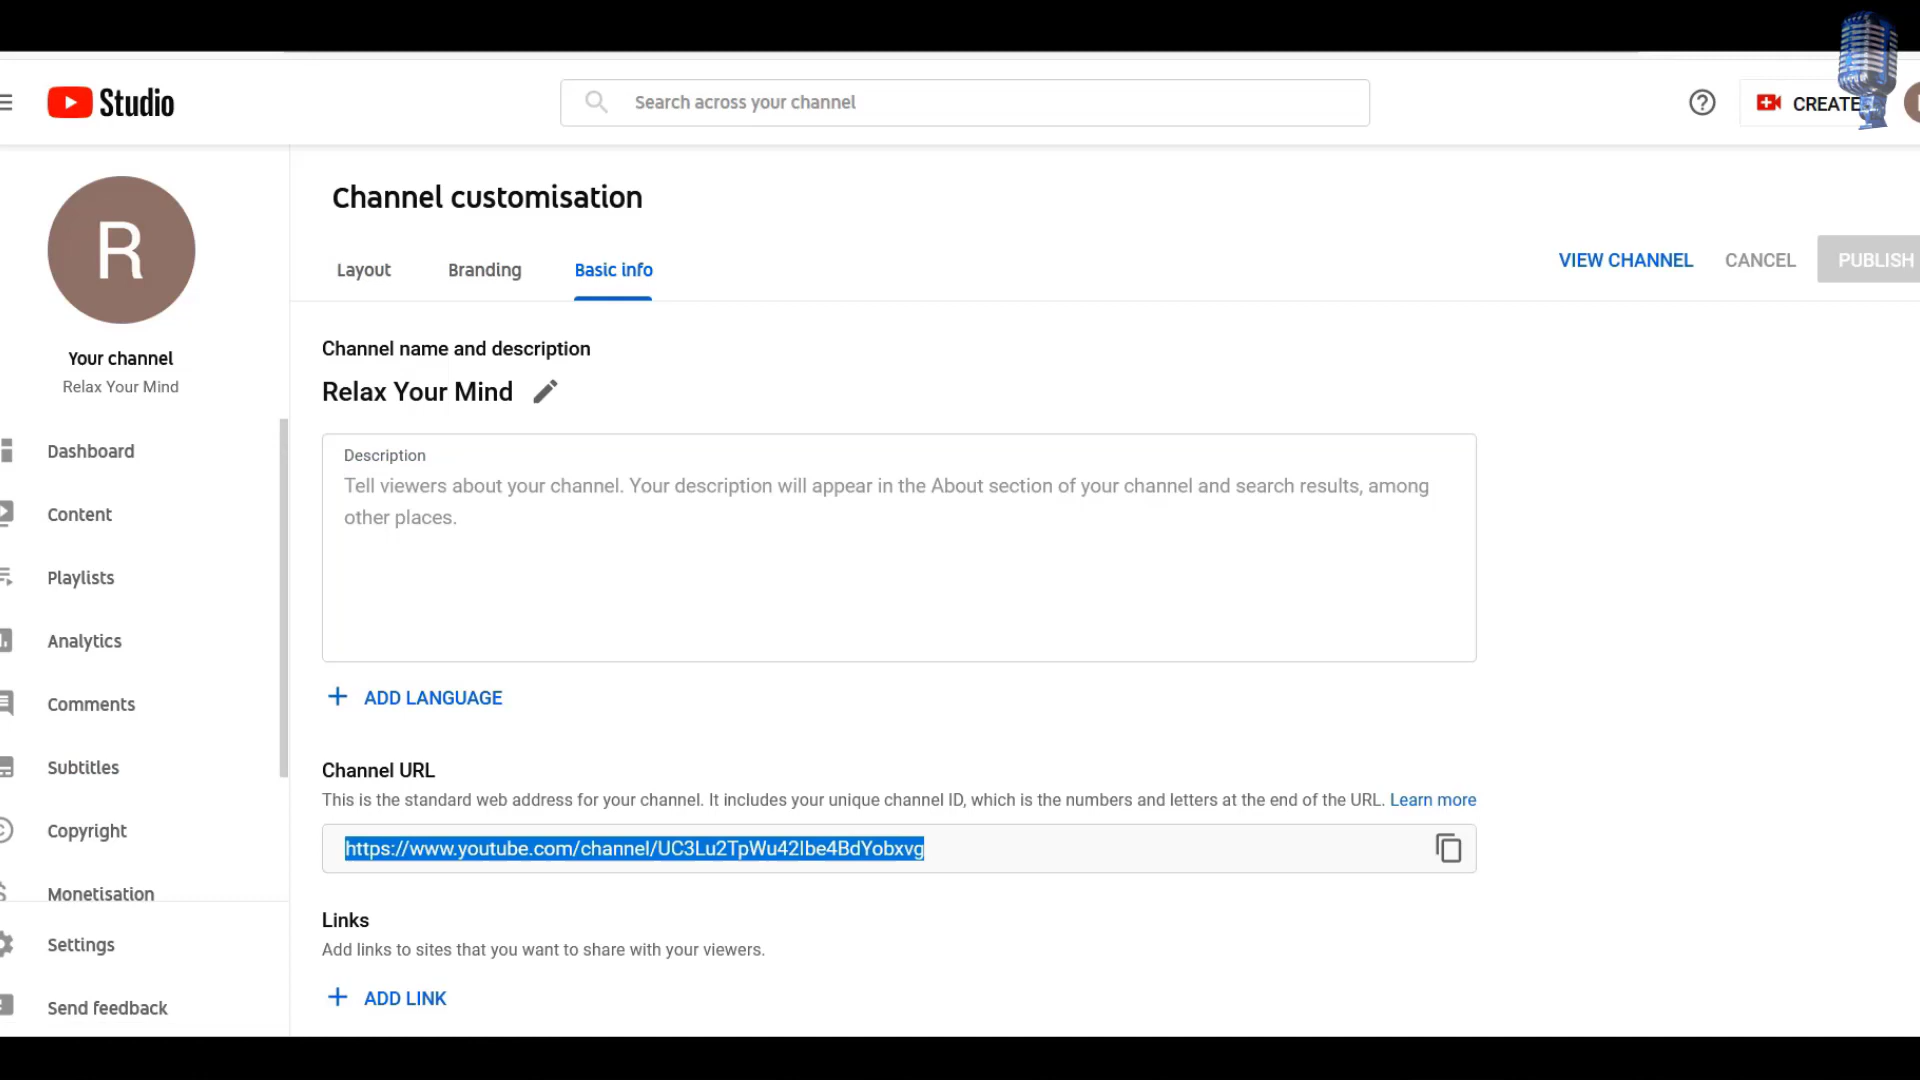 Studio
Search across your channel
CREATE
R
Your channel
Relax Your Mind
Dashboard
Content
Playlists
Analytics
Comments
Subtitles
Copyright
Monetisation
Settings
Send feedback
Channel customisation
Layout
Branding
Basic info
VIEW CHANNEL
CANCEL
PUBLISH
Channel name and description
Relax Your Mind
Description
Tell viewers about your channel. Your description will appear in the About section of your channel and search results, among
other places.
ADD LANGUAGE
Channel URL
This is the standard web address for your channel. It includes your unique channel ID, which is the numbers and letters at the end of the URL. Learn more
https://www.youtube.com/channel/UC3Lu2TpWu42Ibe4BdYobxvg
Links
Add links to sites that you want to share with your viewers.
ADD LINK